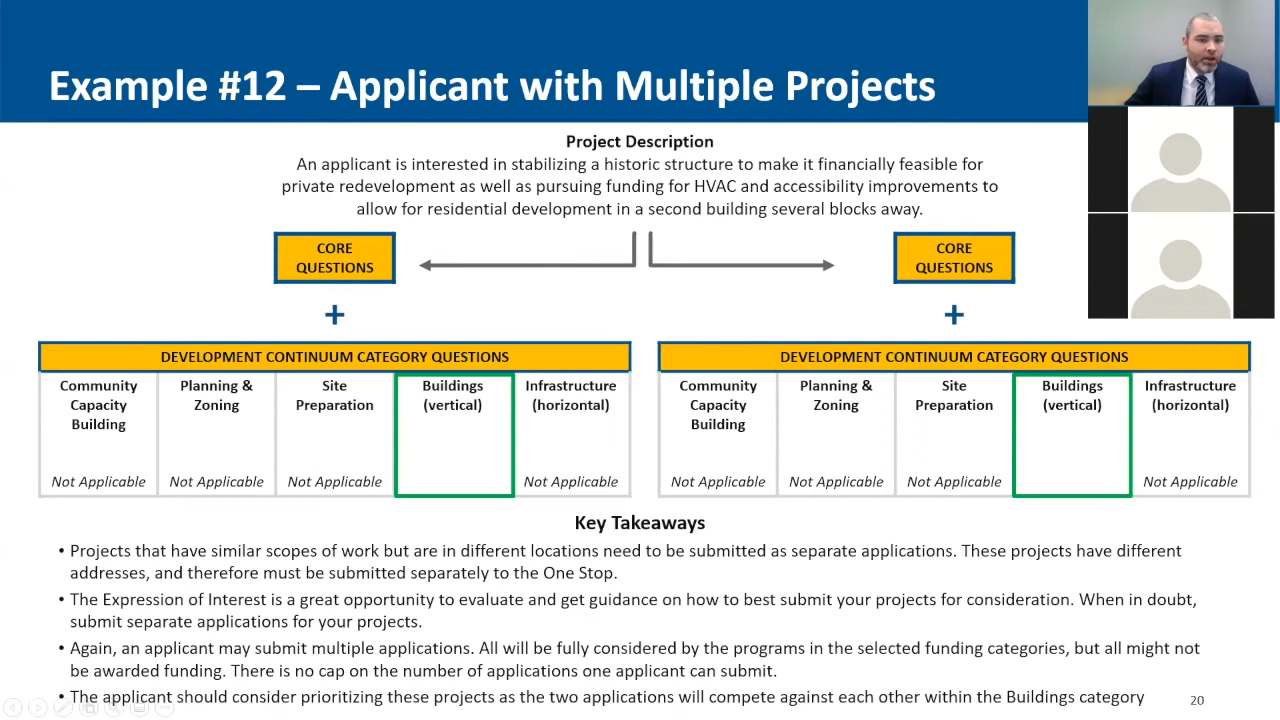 Example #12 – Applicant with Multiple Projects
Project Description
An applicant is interested in stabilizing a historic structure to make it financially feasible for
private redevelopment as well as pursuing funding for HVAC and accessibility improvements to
allow for residential development in a second building several blocks away.
CORE
QUESTIONS
+
DEVELOPMENT CONTINUUM CATEGORY QUESTIONS
Community
Capacity
Building
Not Applicable
Planning &
Zoning
Not Applicable
Site
Preparation
Not Applicable
Buildings
(vertical)
Infrastructure
(horizontal)
Not Applicable
CORE
QUESTIONS
+
DEVELOPMENT CONTINUUM CATEGORY QUESTIONS
Community
Capacity
Building
Not Applicable
Planning &
Zoning
Not Applicable
Site
Preparation
Not Applicable
Buildings
(vertical)
Infrastructure
(horizontal)
Not Applicable
Key Takeaways
• Projects that have similar scopes of work but are in different locations need to be submitted as separate applications. These projects have different
addresses, and therefore must be submitted separately to the One Stop.
• The Expression of Interest is a great opportunity to evaluate and get guidance on how to best submit your projects for consideration. When in doubt,
submit separate applications for your projects.
• Again, an applicant may submit multiple applications. All will be fully considered by the programs in the selected funding categories, but all might not
be awarded funding. There is no cap on the number of applications one applicant can submit.
• The applicant should consider prioritizing these projects as the two applications will compete against each other within the Buildings category
20